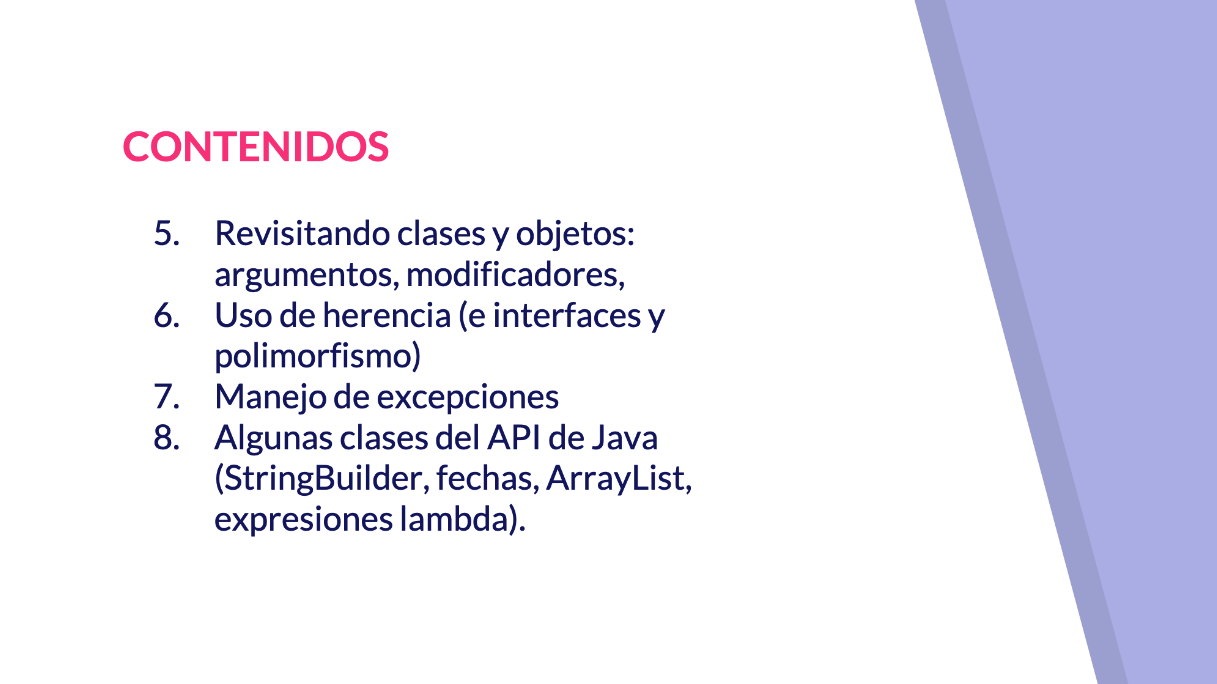 CONTENIDOS
5. Revisitando clases y objetos:
argumentos, modificadores,
6. Uso de herencia (e interfaces y
polimorfismo)
7. Manejo de excepciones
8. Algunas clases del API de Java
(StringBuilder, fechas, ArrayList,
expresiones lambda).